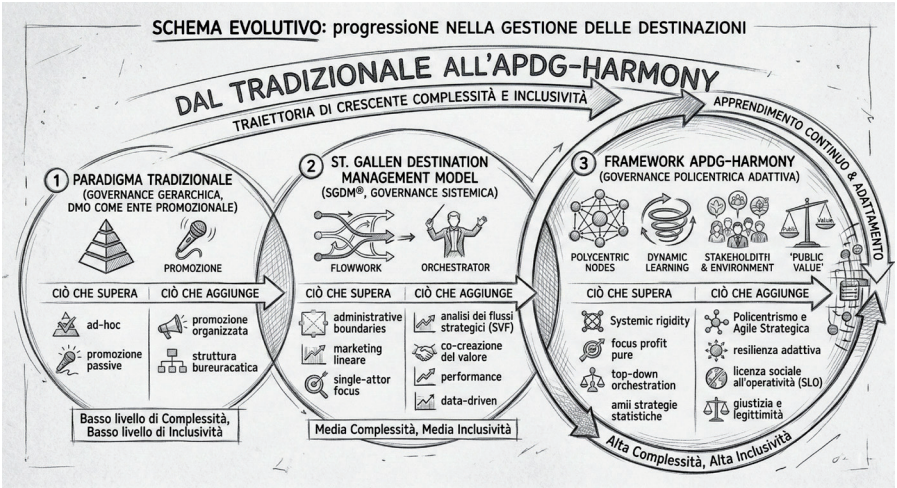 SCHEMA EVOLUTIVO: progressioNE NELLA GESTIONE DELLE DESTINAZIONI
DAL TRADIZIONALE ALL'APDG-HARMONY
TRAIETTORIA DI CRESCENTE COMPLESSITÀ E INCLUSIVITÀ
APPRENDIMENTO CONTINUO & ADATTAMENTO
1 PARADIGMA TRADIZIONALE
(GOVERNANCE GERARCHICA,
DMO COME ENTE PROMOZIONALE)
PROMOZIONE
CIÒ CHE SUPERA
ad-hoc
promozione
passive
CIÒ CHE AGGIUNGE
promozione
organizzata
struttura
bureuracatica
Basso livello di Complessità,
Basso livello di Inclusività
2 ST. GALLEN DESTINATION
MANAGEMENT MODEL
(SGDM®, GOVERNANCE SISTEMICA)
FLOWWORK
ORCHESTRATOR
CIÒ CHE SUPERA
administrative
boundaries
marketing
lineare
single-attor
focus
CIÒ CHE AGGIUNGE
analisi dei flussi
strategici (SVF)
co-creazione
del valore
performance
data-driven
Media Complessità, Media Inclusività
3 FRAMEWORK APDG-HARMONY
(GOVERNANCE POLICENTRICA ADATTIVA)
POLYCENTRIC
NODES
DYNAMIC
LEARNING
STAKEHOLDITH
& ENVIRONMENT
Public
Value
'PUBLIC
VALUE'
CIÒ CHE SUPERA
Systemic rigidity
focus profit
pure
top-down
orchestration
amii strategie
statistiche
CIÒ CHE AGGIUNGE
Policentrismo e
Agile Strategica
resilienza adattiva
licenza sociale
all'operatività (SLO)
giustizia e
legittimità
Alta Complessità, Alta Inclusività